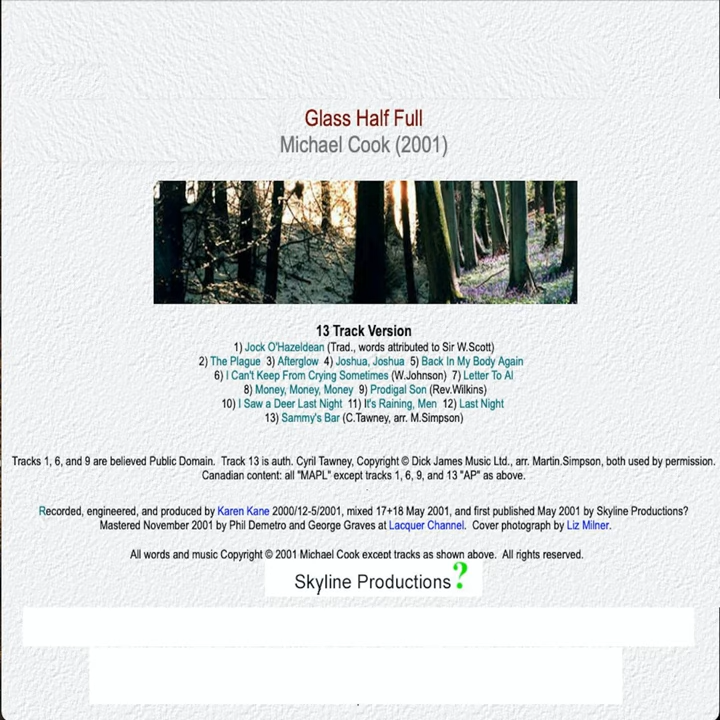 Glass Half Full
Michael Cook (2001)
13 Track Version
1) Jock O'Hazeldean (Trad., words attributed to Sir W.Scott)
2) The Plague 3) Afterglow 4) Joshua, Joshua 5) Back In My Body Again
6) I Can't Keep From Crying Sometimes (W.Johnson) 7) Letter To Al
8) Money, Money, Money 9) Prodigal Son (Rev.Wilkins)
10) I Saw a Deer Last Night 11) It's Raining, Men 12) Last Night
13) Sammy's Bar (C.Tawney, arr. M.Simpson)
Tracks 1, 6, and 9 are believed Public Domain. Track 13 is auth. Cyril Tawney, Copyright © Dick James Music Ltd., arr. Martin.Simpson, both used by permission.
Canadian content: all "MAPL" except tracks 1, 6, 9, and 13 "AP" as above.
Recorded, engineered, and produced by Karen Kane 2000/12-5/2001, mixed 17+18 May 2001, and first published May 2001 by Skyline Productions?
Mastered November 2001 by Phil Demetro and George Graves at Lacquer Channel. Cover photograph by Liz Milner.
All words and music Copyright © 2001 Michael Cook except tracks as shown above. All rights reserved.
Skyline Productions?